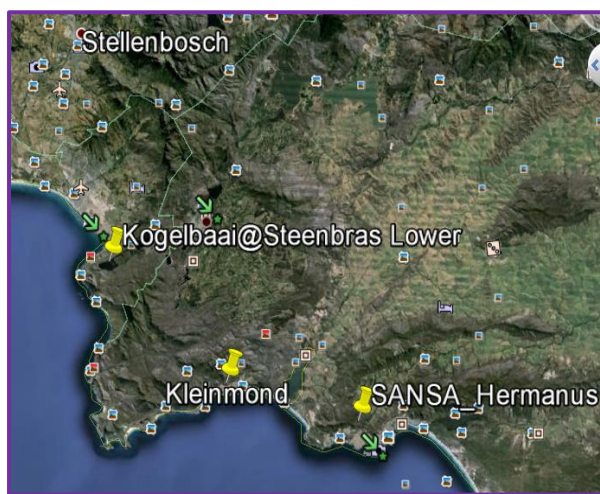 Stellenbosch
Kogelbaai@Steenbras Lower
Kleinmond
SANSA_Hermanus